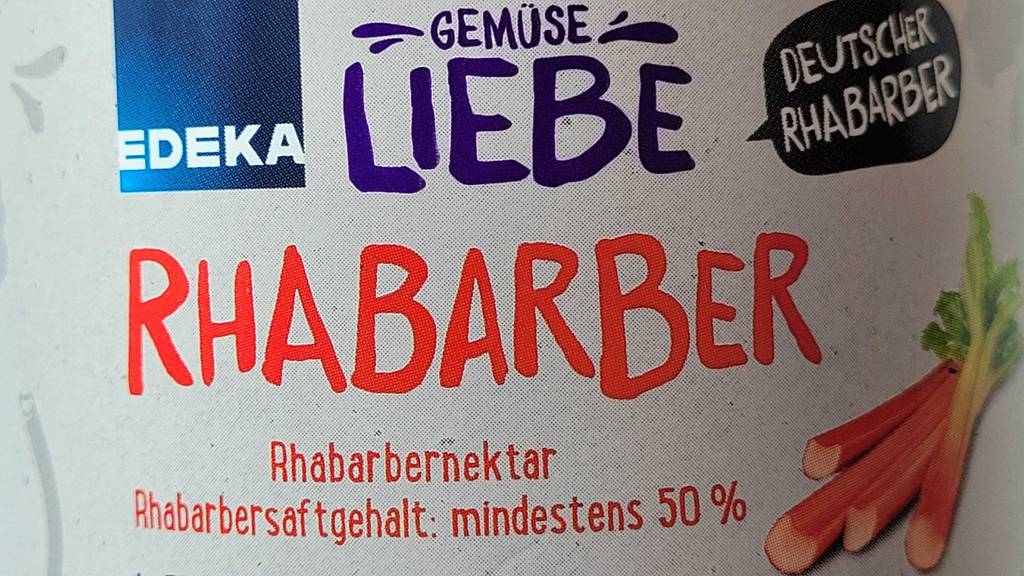 EDEKA
GEMÜSE
LIEBE
DEUTSCHER
RHABARBER
RHABARBER
Rhabarbernektar
Rhabarbersaftgehalt: mindestens 50 %